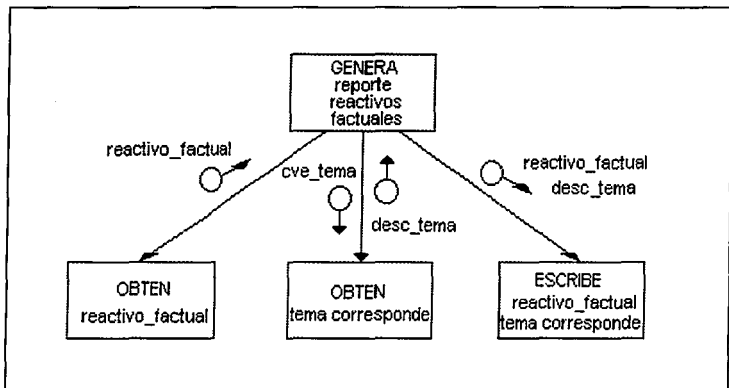 GENERA
reporte
reactivos
factuales
reactivo_factual
cve_tema
desc_tema
reactivo_factual
desc_tema
OBTEN
reactivo_factual
OBTEN
tema corresponde
ESCRIBE
reactivo_factual
tema corresponde